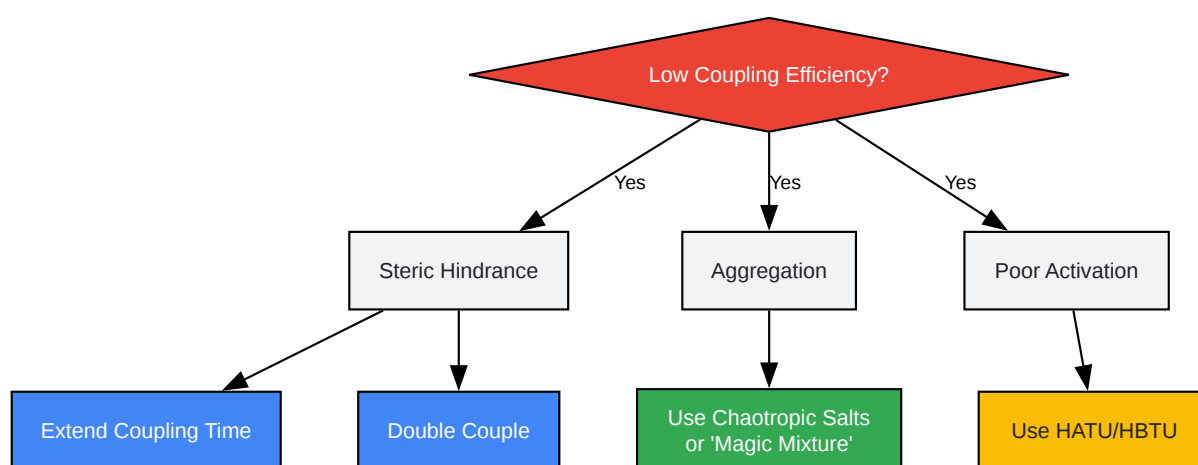 Low Coupling Efficiency?
Yes
Yes
Yes
Steric Hindrance
Aggregation
Poor Activation
Extend Coupling Time
Double Couple
Use Chaotropic Salts
or 'Magic Mixture'
Use HATU/HBTU